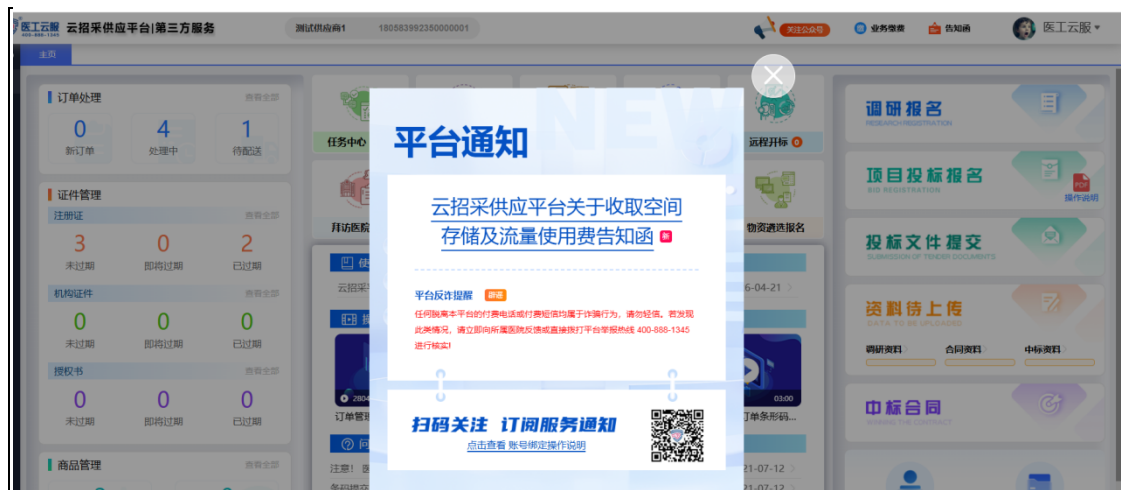 医工云服
400-888-1345
云招采供应平台|第三方服务
测试供应商1
180583992350000001
关注公众号
业务缴费
告知函
医工云服
主页
订单处理
查看全部
0
4
1
新订单
处理中
待配送
证件管理
注册证
查看全部
3
0
2
未过期
即将过期
已过期
机构证件
查看全部
0
0
0
未过期
即将过期
已过期
授权书
查看全部
0
0
0
未过期
即将过期
已过期
商品管理
查看全部
任务中心
远程开标
拜访医院
物资遴选报名
NEW
平台通知
云招采供应平台关于收取空间
存储及流量使用费告知函
新
平台反诈提醒
任何脱离本平台的付费电话或付费短信均属于诈骗行为，请勿轻信。若发现
此类情况，请立即向所属医院反馈或直接拨打平台举报热线 400-888-1345
进行核实!
扫码关注 订阅服务通知
点击查看 账号绑定操作说明
云招采
6-04-21
2804
03:00
订单管理
丁单条形码...
注意！
21-07-12
21-07-12
调研报名
RESEARCH REGISTRATION
项目投标报名
BID REGISTRATION
PDF
操作说明
投标文件提交
SUBMISSION OF TENDER DOCUMENTS
资料待上传
DATA TO BE UPLOADED
调研资料
合同资料
中标资料
中标合同
WINNING THE CONTRACT